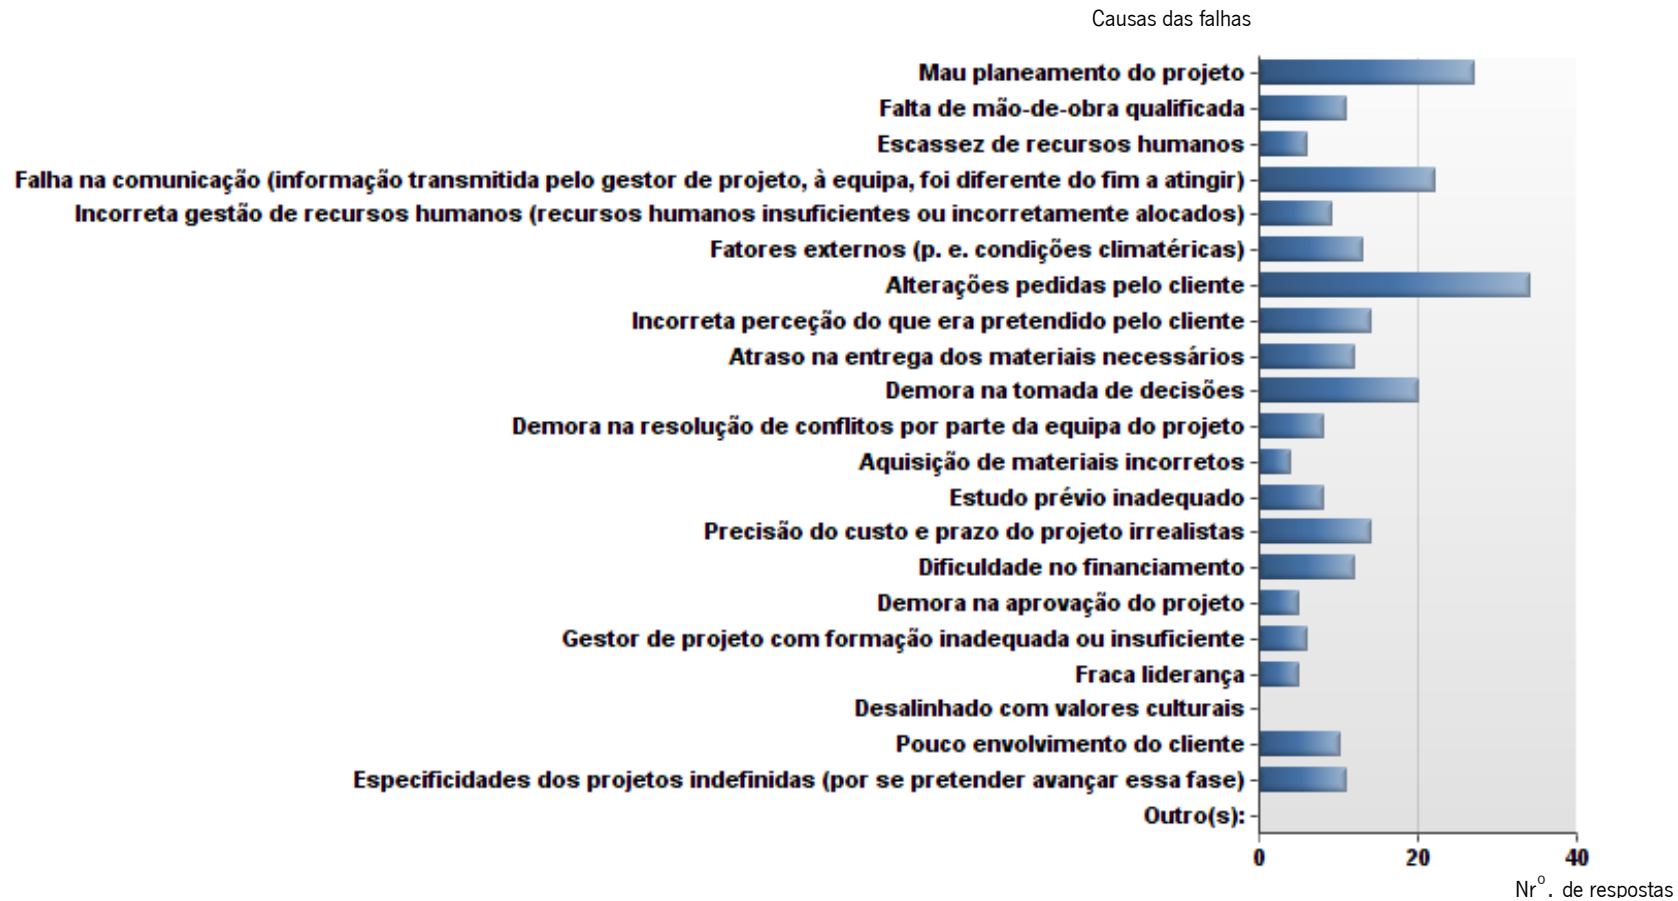 Causas das falhas
Mau planeamento do projeto
Falta de mão-de-obra qualificada
Escassez de recursos humanos
Falha na comunicação (informação transmitida pelo gestor de projeto, à equipa, foi diferente do fim a atingir)
Incorreta gestão de recursos humanos (recursos humanos insuficientes ou incorretamente alocados)
Fatores externos (p. e. condições climatéricas)
Alterações pedidas pelo cliente
Incorreta perceção do que era pretendido pelo cliente
Atraso na entrega dos materiais necessários
Demora na tomada de decisões
Demora na resolução de conflitos por parte da equipa do projeto
Aquisição de materiais incorretos
Estudo prévio inadequado
Precisão do custo e prazo do projeto irrealistas
Dificuldade no financiamento
Demora na aprovação do projeto
Gestor de projeto com formação inadequada ou insuficiente
Fraca liderança
Desalinhado com valores culturais
Pouco envolvimento do cliente
Especificidades dos projetos indefinidas (por se pretender avançar essa fase)
Outro(s):
0 20 40
Nrº. de respostas